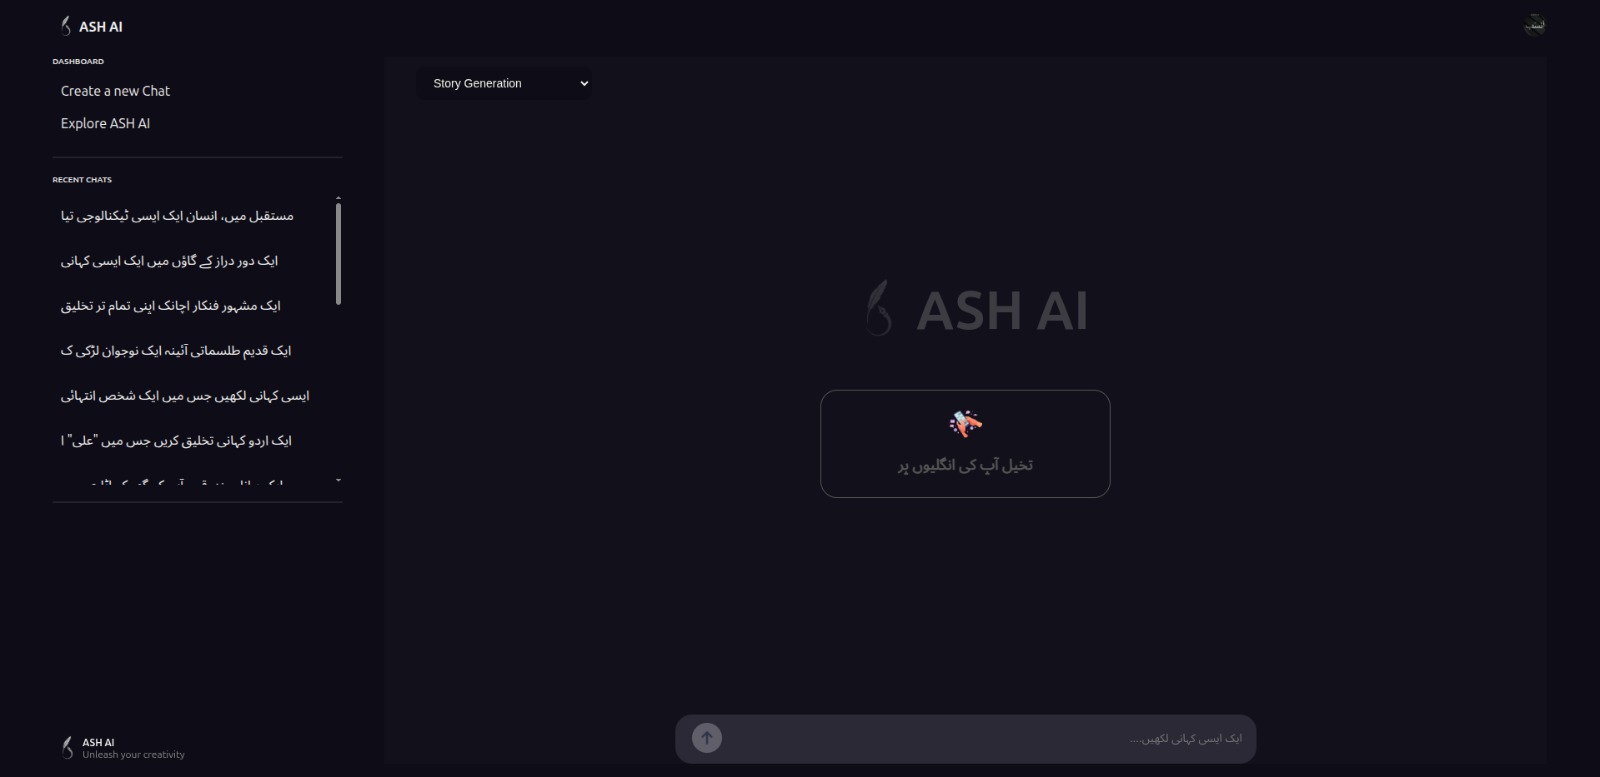 ASH AI
DASHBOARD
Create a new Chat
Explore ASH AI
RECENT CHATS
مستقبل میں، انسان ایک ایسی ٹیکنالوجی تیا
ایک دور دراز کے گاؤں میں ایک ایسی کہانی
ایک مشہور فنکار اچانک اپنی تمام تر تخلیق
ایک قدیم طلسماتی آئینہ ایک نوجوان لڑکی ک
ایسی کہانی لکھیں جس میں ایک شخص انتہائی
ایک اردو کہانی تخلیق کریں جس میں "علی" ا
ASH AI
Unleash your creativity
Story Generation
ASH AI
تخیل آپ کی انگلیوں پر
ایک ایسی کہانی لکھیں....